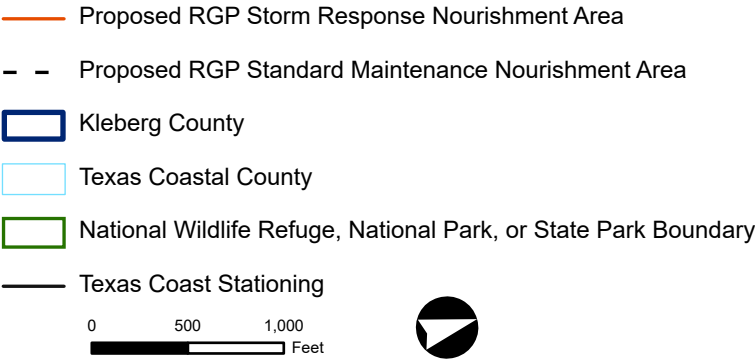 Proposed RGP Storm Response Nourishment Area
Proposed RGP Standard Maintenance Nourishment Area
Kleberg County
Texas Coastal County
National Wildlife Refuge, National Park, or State Park Boundary
Texas Coast Stationing
0 500 1,000
Feet